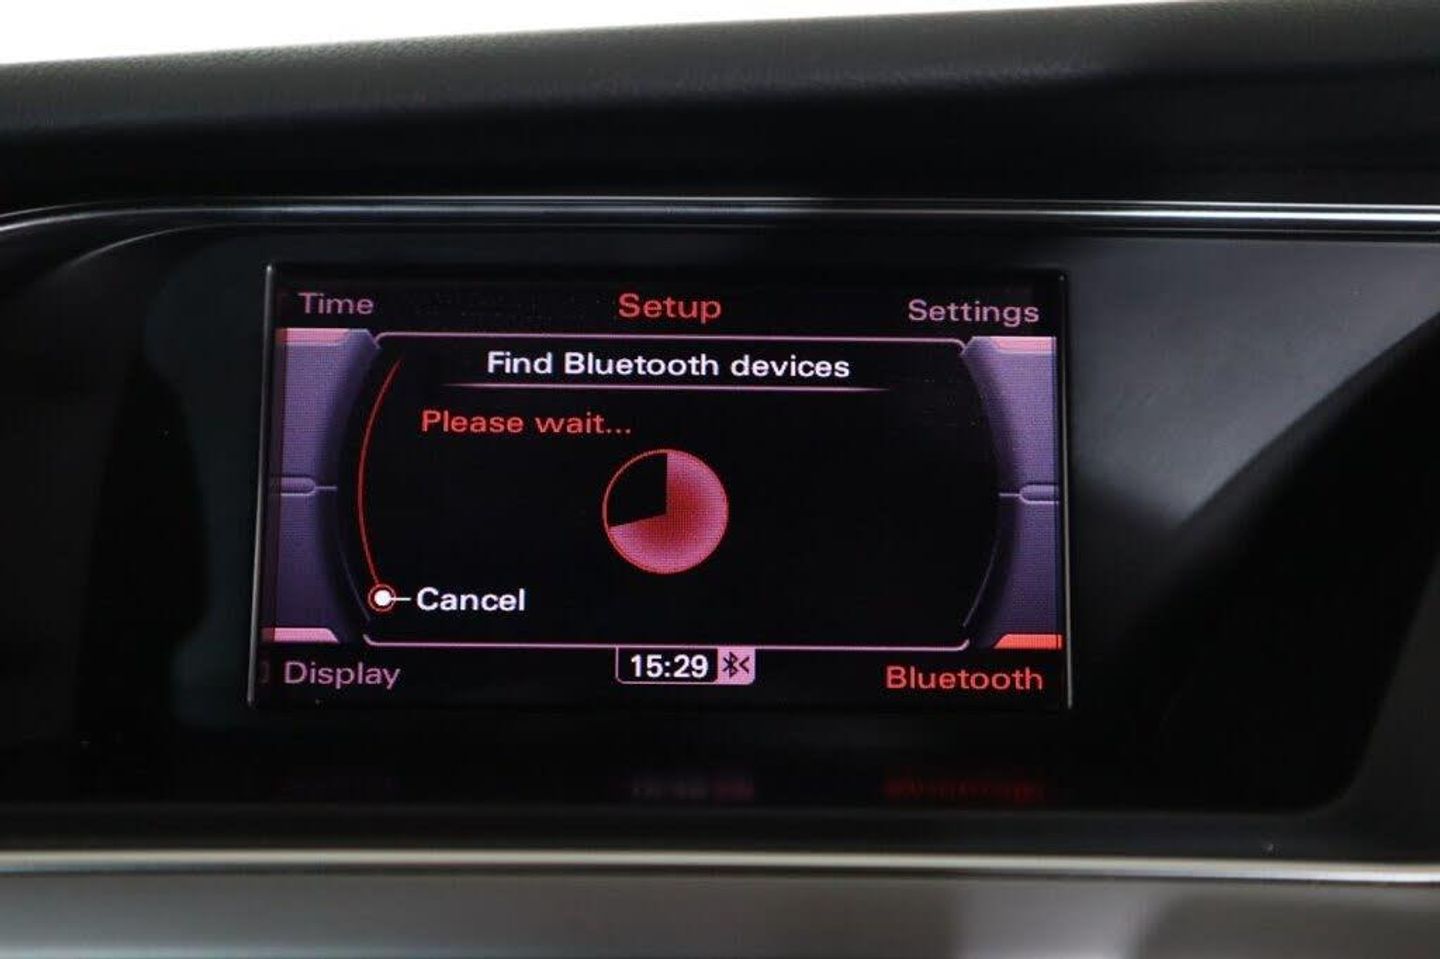 Time
Setup
Settings
Find Bluetooth devices
Please wait...
Cancel
Display
15:29
Bluetooth